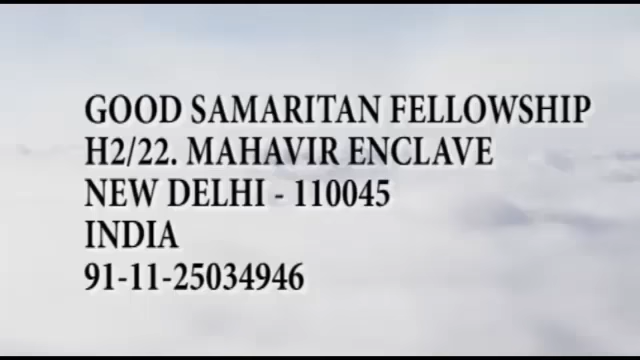 GOOD SAMARITAN FELLOWSHIP
H2/22. MAHAVIR ENCLAVE
NEW DELHI - 110045
INDIA
91-11-25034946